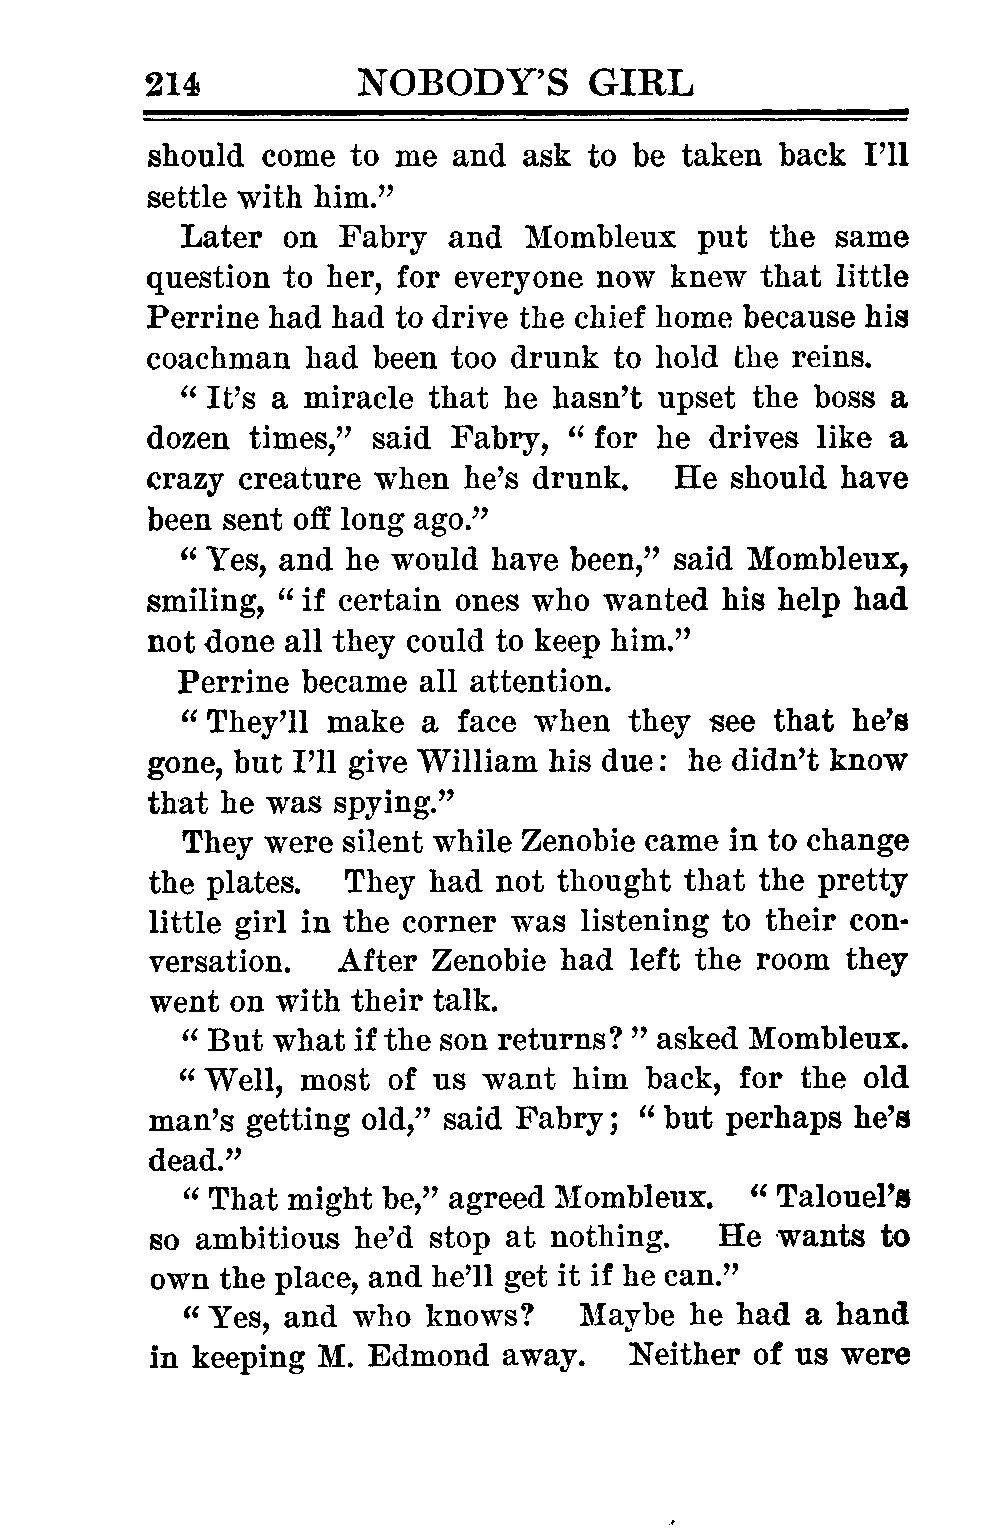 214 NOBODY'S GIRL
should come to me and ask to be taken back I'll
settle with him."
Later on Fabry and Mombleux put the same
question to her, for everyone now knew that little
Perrine had had to drive the chief home because his
coachman had been too drunk to hold the reins.
" It's a miracle that he hasn't upset the boss a
dozen times," said Fabry, " for he drives like a
crazy creature when he's drunk. He should have
been sent off long ago."
" Yes, and he would have been," said Mombleux,
smiling, " if certain ones who wanted his help had
not done all they could to keep him."
Perrine became all attention.
" They'll make a face when they see that he's
gone, but I'll give William his due: he didn't know
that he was spying."
They were silent while Zenobie came in to change
the plates. They had not thought that the pretty
little girl in the corner was listening to their con-
versation. After Zenobie had left the room they
went on with their talk.
" But what if the son returns? " asked Mombleux.
" Well, most of us want him back, for the old
man's getting old," said Fabry; " but perhaps he's
dead."
" That might be," agreed Mombleux. " Talouel's
so ambitious he'd stop at nothing. He wants to
own the place, and he'll get it if he can."
" Yes, and who knows? Maybe he had a hand
in keeping M. Edmond away. Neither of us were